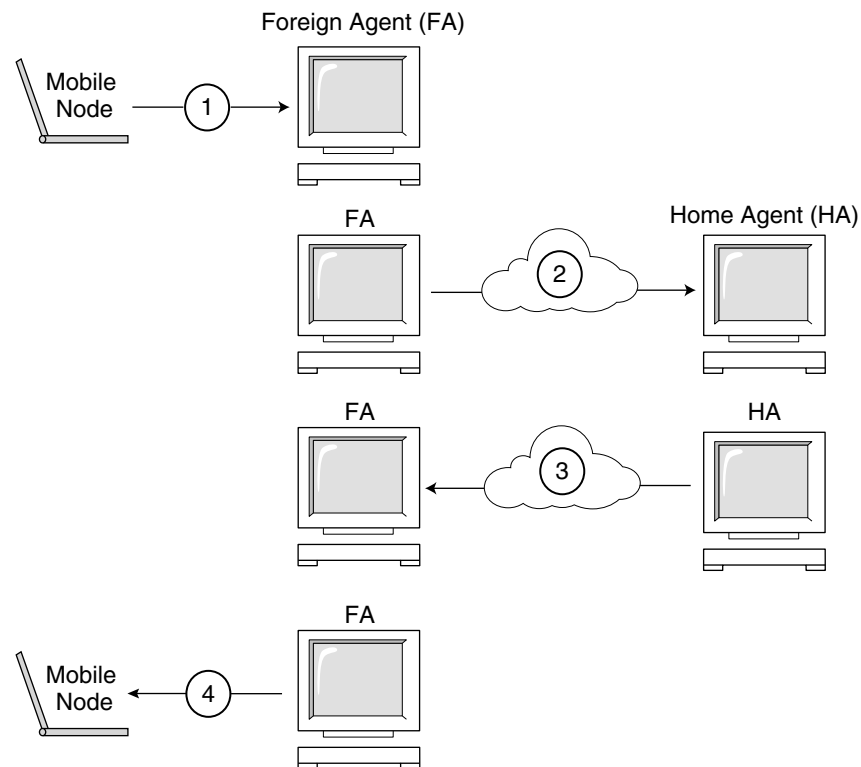 Foreign Agent (FA)
Mobile
Node
1
FA
Home Agent (HA)
2
FA
HA
3
FA
Mobile
Node
4